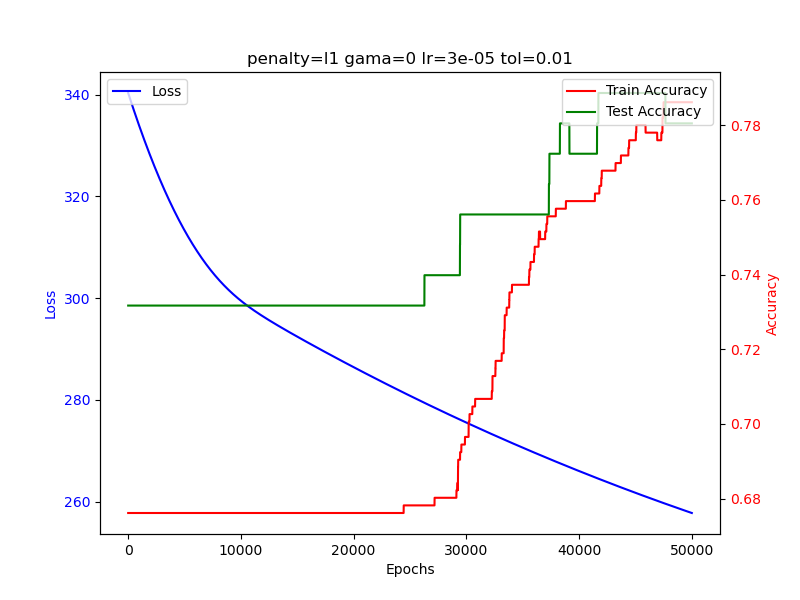 penalty=l1 gama=0 lr=3e-05 tol=0.01
Loss
Train Accuracy
Test Accuracy
340
320
300
280
260
Loss
0.78
0.76
0.74
0.72
0.70
0.68
Accuracy
0
10000
20000
30000
40000
50000
Epochs